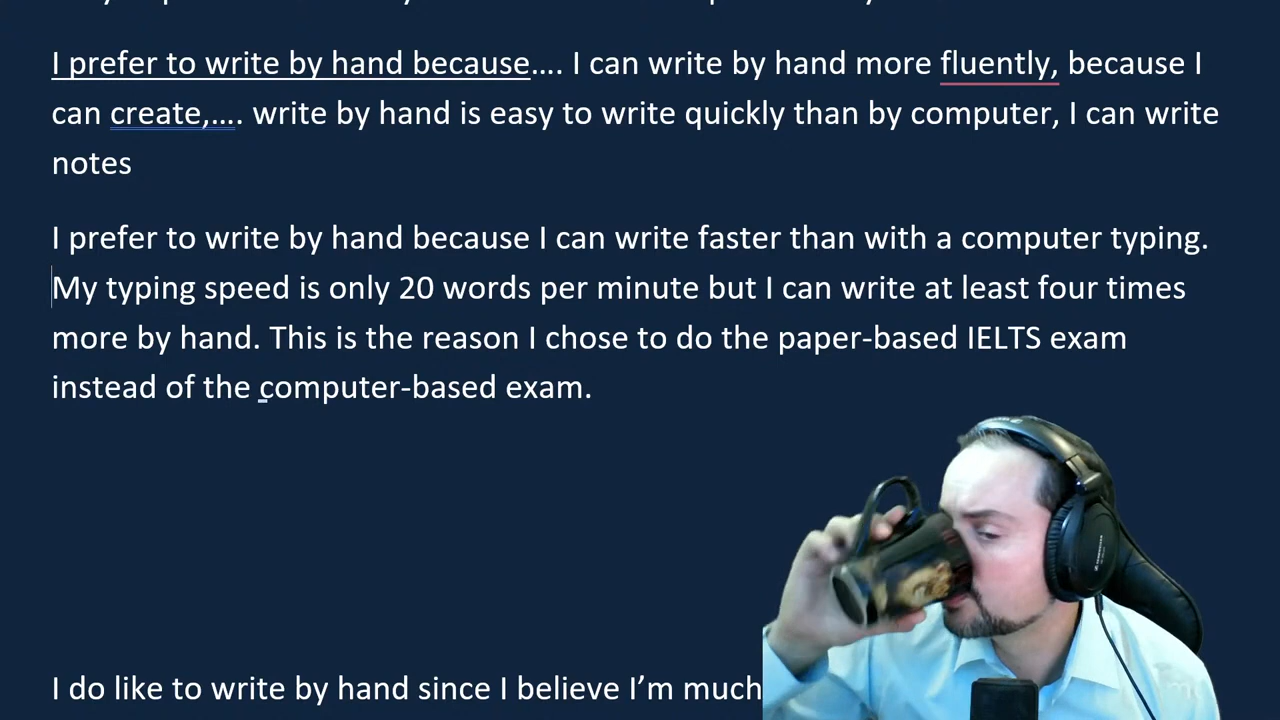 I prefer to write by hand because…. I can write by hand more fluently, because I
can create,…. write by hand is easy to write quickly than by computer, I can write
notes
I prefer to write by hand because I can write faster than with a computer typing.
My typing speed is only 20 words per minute but I can write at least four times
more by hand. This is the reason I chose to do the paper-based IELTS exam
instead of the computer-based exam.
I do like to write by hand since I believe I’m much